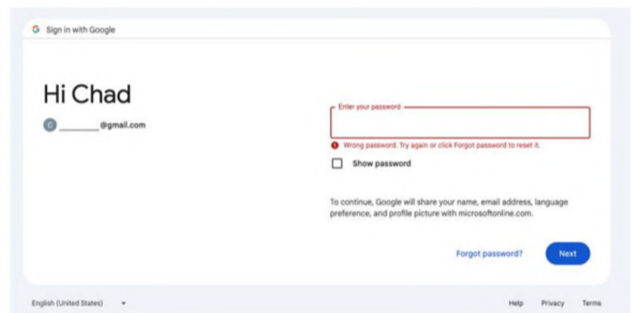 Sign in with Google
Hi Chad
C ______@gmail.com
Enter your password
Wrong password. Try again or click Forgot password to reset it.
Show password
To continue, Google will share your name, email address, language
preference, and profile picture with microsoftonline.com.
Forgot password? Next
English (United States) Help Privacy Terms